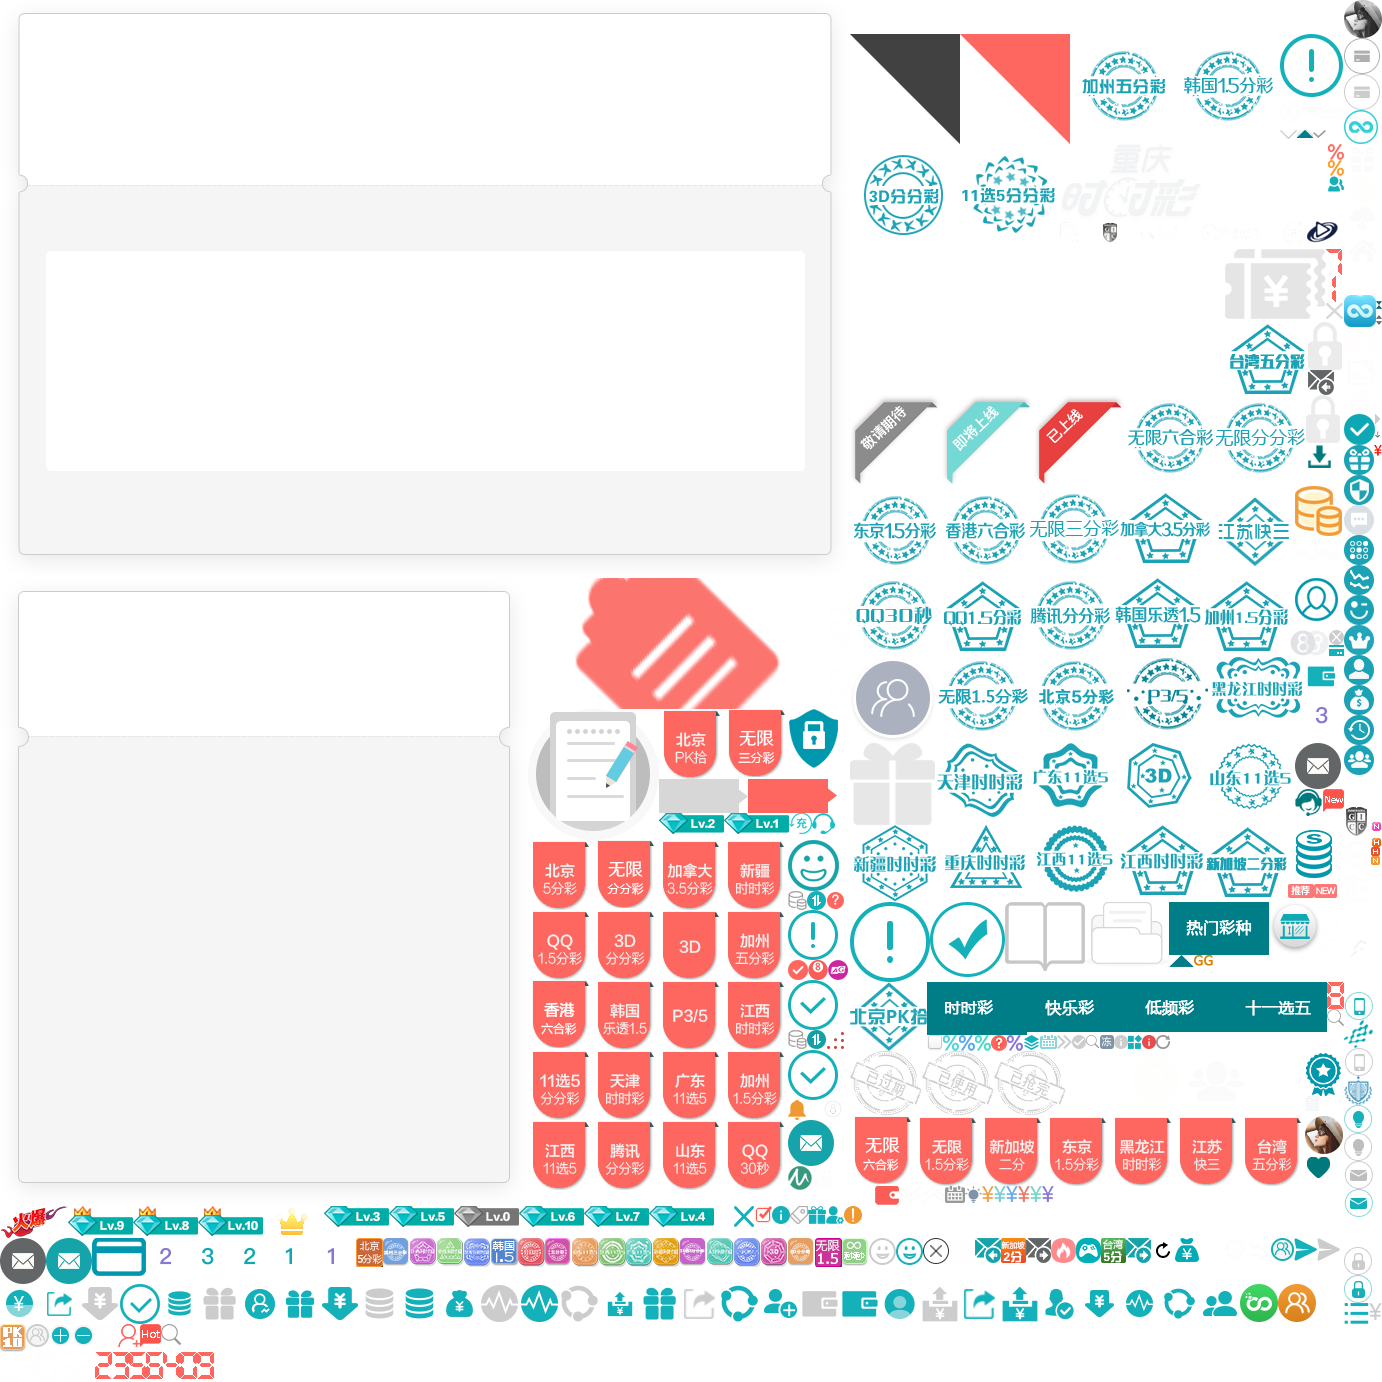 加州五分彩
韩国1.5分彩
3D分分彩
11选5分分彩
重庆
时时彩
台湾五分彩
敬请期待
即将上线
已上线
无限六合彩
无限分分彩
东京1.5分彩
香港六合彩
无限三分彩
加拿大3.5分彩
江苏快三
QQ30秒
QQ1.5分彩
腾讯分分彩
韩国乐透1.5
加州1.5分彩
无限1.5分彩
北京5分彩
P3/5
黑龙江时时彩
3
北京
PK拾
无限
三分彩
天津时时彩
广东11选5
3D
山东11选5
New
Lv.2
Lv.1
充
新疆时时彩
重庆时时彩
江西11选5
江西时时彩
新加坡二分彩
推荐
NEW
北京
5分彩
无限
分分彩
加拿大
3.5分彩
新疆
时时彩
热门彩种
GG
QQ
1.5分彩
3D
分分彩
3D
加州
五分彩
北京PK拾
时时彩
快乐彩
低频彩
十一选五
8
香港
六合彩
韩国
乐透1.5
P3/5
江西
时时彩
冻
已过期
已使用
已抢完
11选5
分分彩
天津
时时彩
广东
11选5
加州
1.5分彩
江西
11选5
腾讯
分分彩
山东
11选5
QQ
30秒
无限
六合彩
无限
1.5分彩
新加坡
二分
东京
1.5分彩
黑龙江
时时彩
江苏
快三
台湾
五分彩
火爆
Lv.9
Lv.8
Lv.10
Lv.3
Lv.5
Lv.0
Lv.6
Lv.7
Lv.4
2
3
2
1
1
北京
5分彩
韩国
1.5
无限
1.5
新加坡
2分
台湾
5分
PK
10
Hot
2356-409